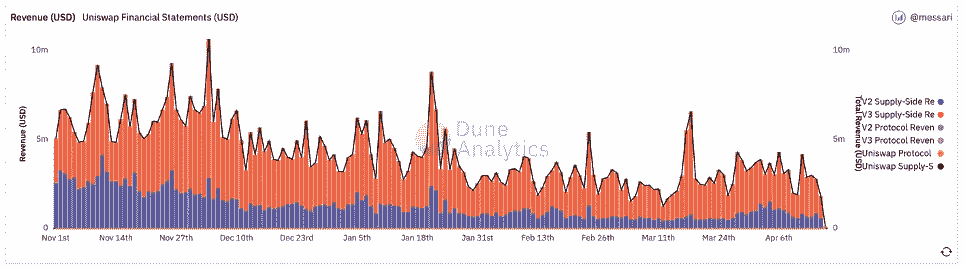 Revenue (USD) Uniswap Financial Statements (USD)
@messari
10m
10m
5m
5m
0
0
Revenue (USD)
Total Revenue (USD)
Dune
Analytics
V2 Supply-Side Re
V3 Supply-Side Re
V2 Protocol Reven
V3 Protocol Reven
Uniswap Protocol
Uniswap Supply-S
Nov 1st
Nov 14th
Nov 27th
Dec 10th
Dec 23rd
Jan 5th
Jan 18th
Jan 31st
Feb 13th
Feb 26th
Mar 11th
Mar 24th
Apr 6th